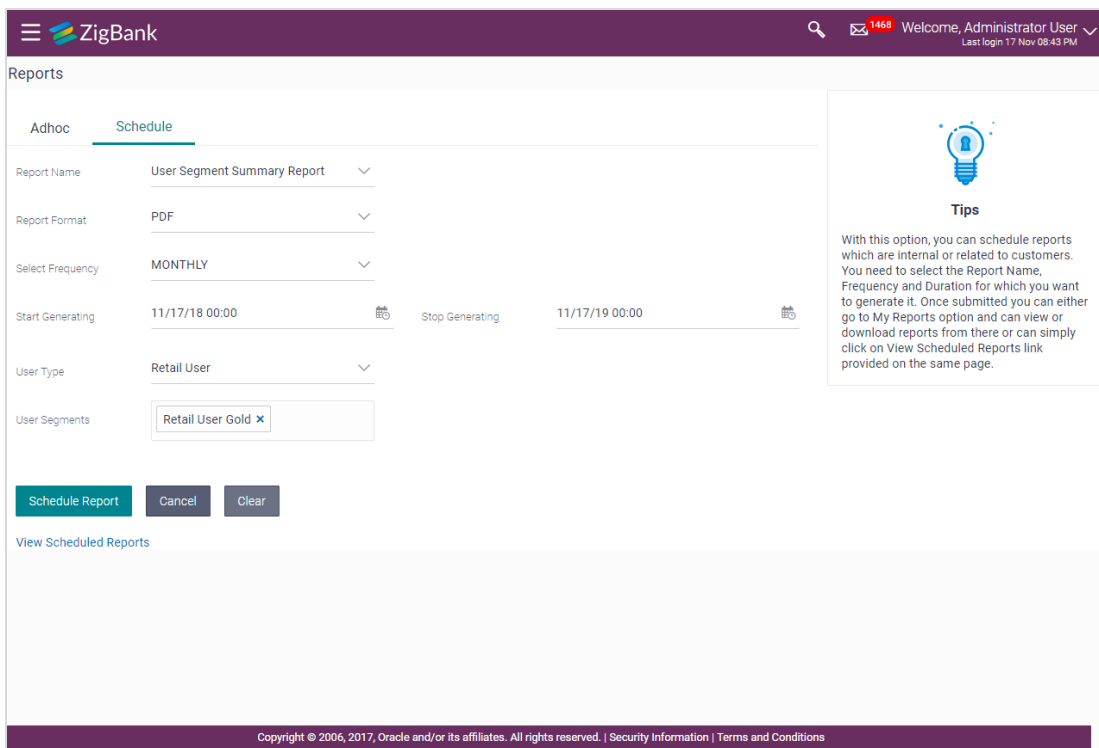 ZigBank
1468
Welcome, Administrator User
Last login 17 Nov 08:43 PM
Reports
Adhoc
Schedule
Report Name
User Segment Summary Report
Report Format
PDF
Select Frequency
MONTHLY
Start Generating
11/17/18 00:00
Stop Generating
11/17/19 00:00
User Type
Retail User
User Segments
Retail User Gold ×
Schedule Report
Cancel
Clear
View Scheduled Reports
Tips
With this option, you can schedule reports
which are internal or related to customers.
You need to select the Report Name,
Frequency and Duration for which you want
to generate it. Once submitted you can either
go to My Reports option and can view or
download reports from there or can simply
click on View Scheduled Reports link
provided on the same page.
Copyright © 2006, 2017, Oracle and/or its affiliates. All rights reserved. | Security Information | Terms and Conditions